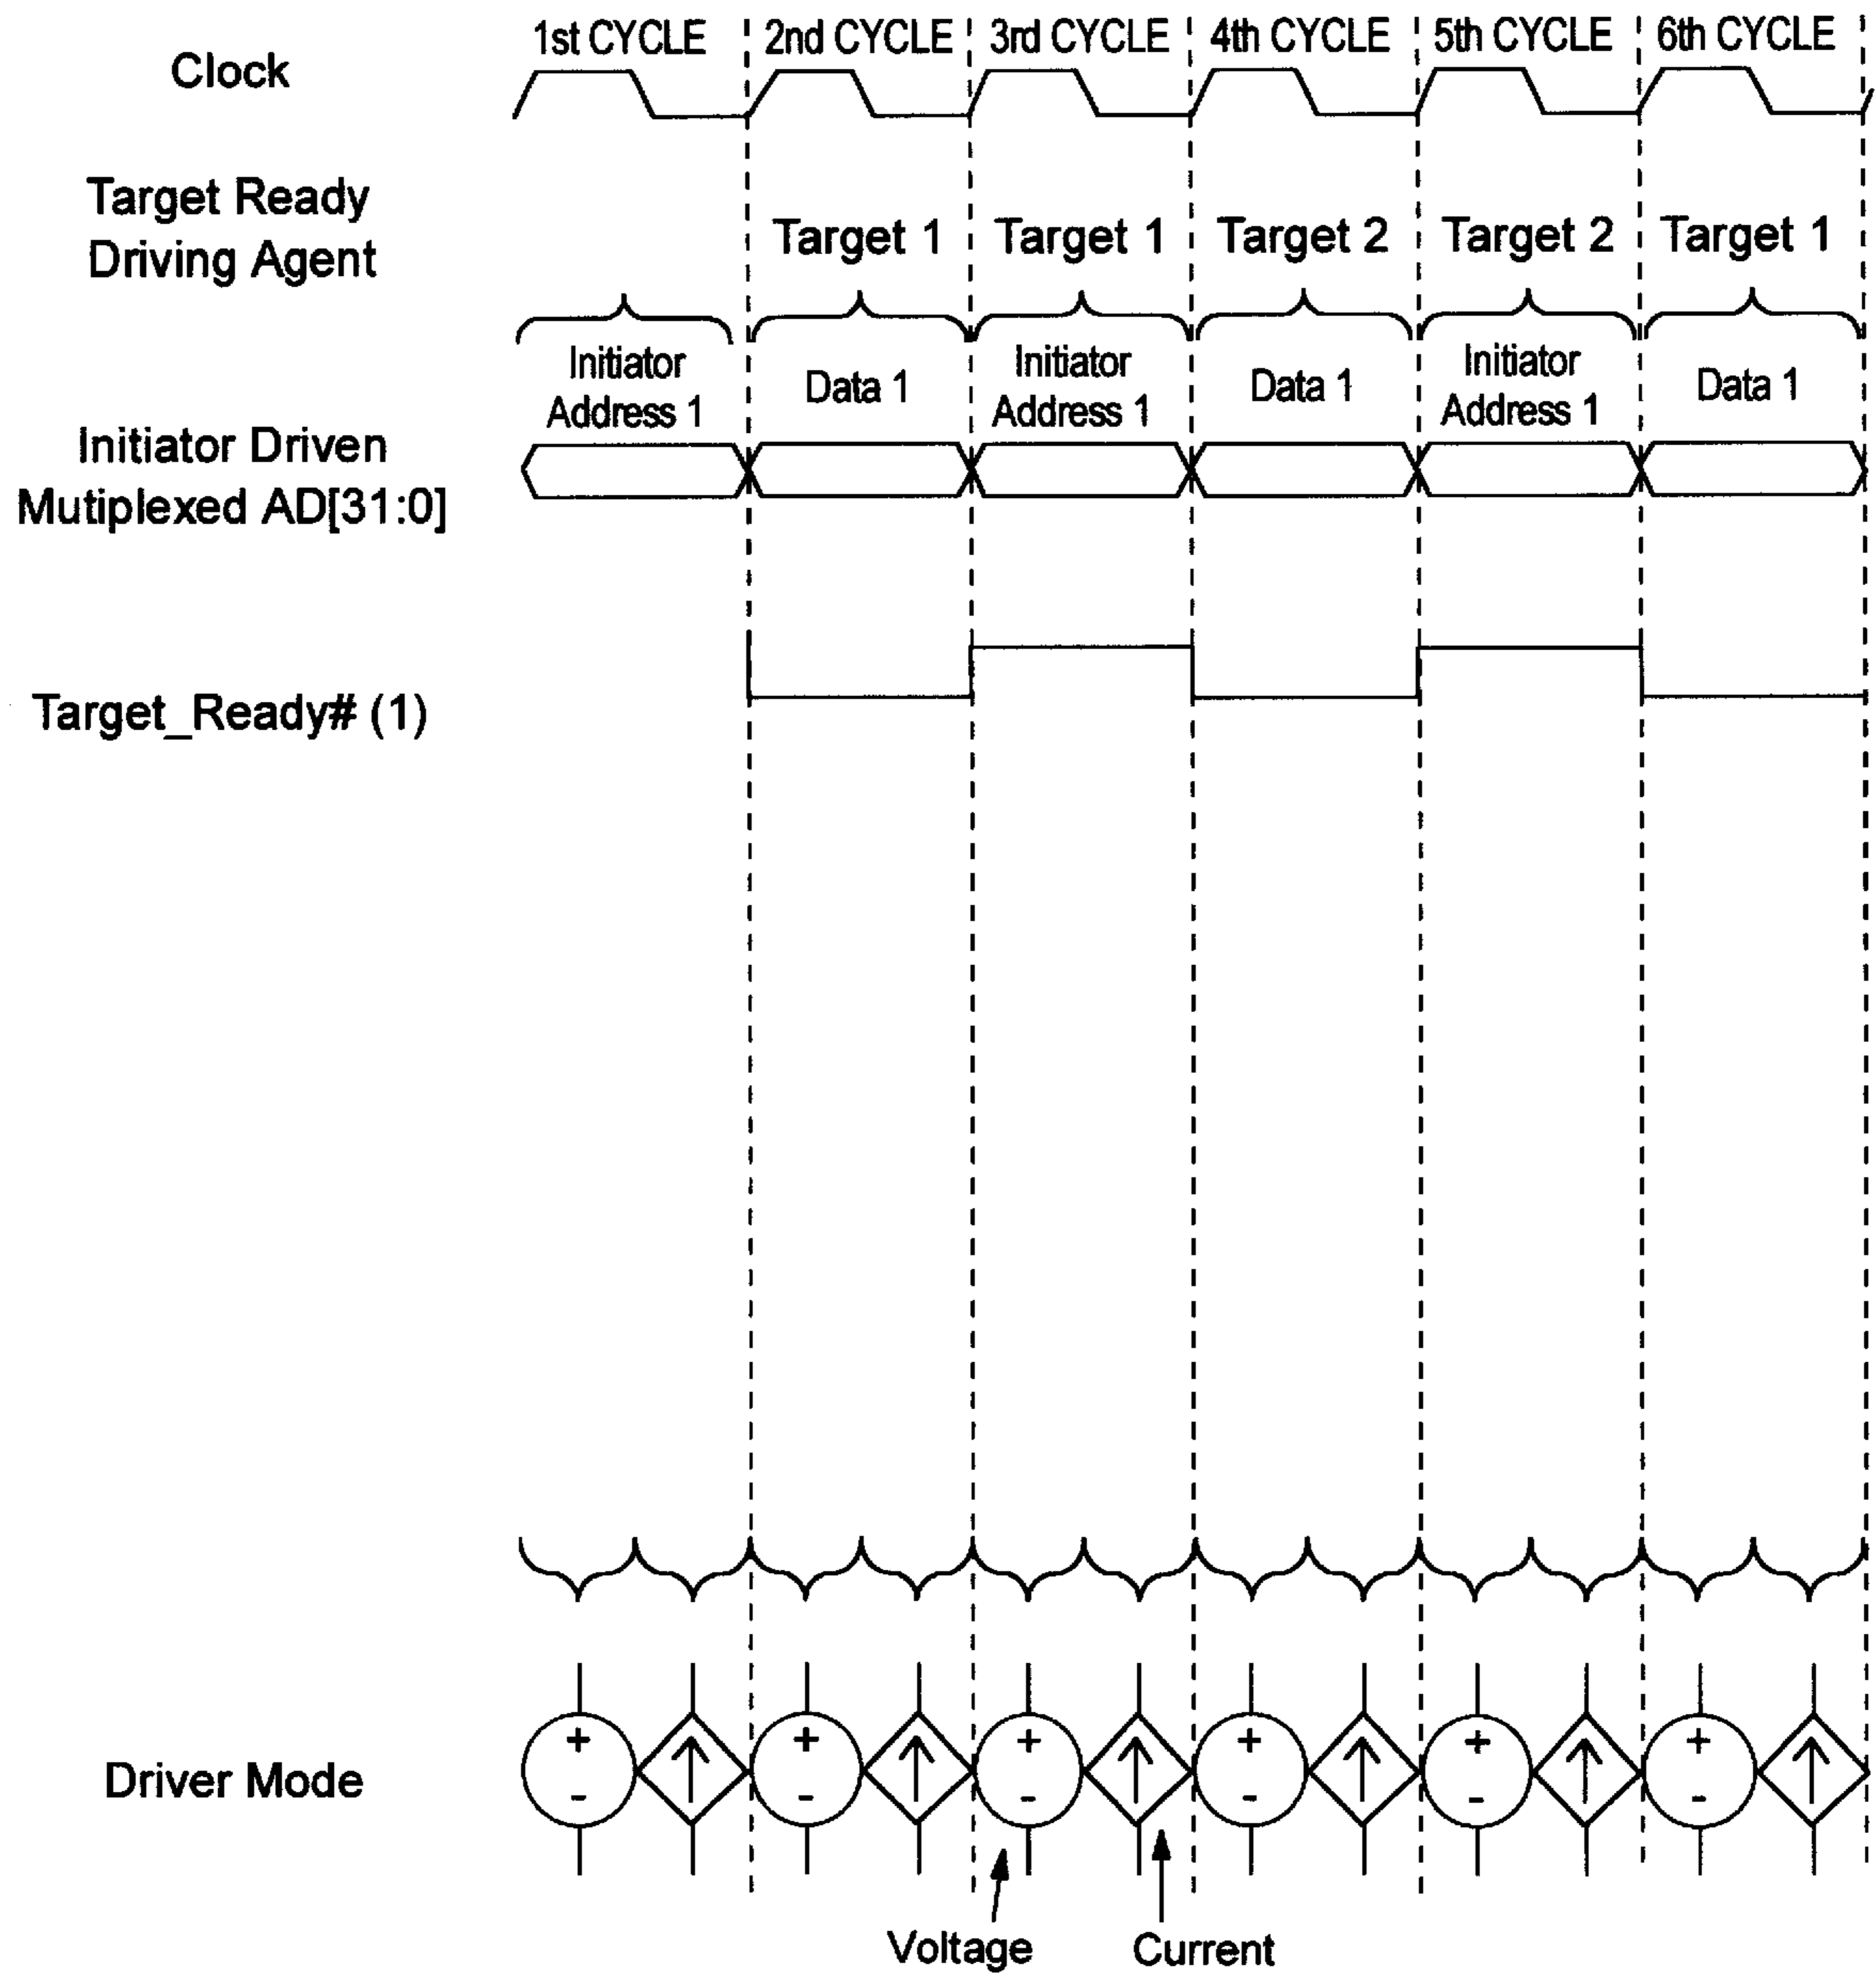 1st CYCLE 2nd CYCLE 3rd CYCLE 4th CYCLE 5th CYCLE 6th CYCLE
Clock
Target Ready
Driving Agent
Target 1 Target 1 Target 2 Target 2 Target 1
Initiator
Address 1
Data 1
Initiator
Address 1
Data 1
Initiator
Address 1
Data 1
Initiator Driven
Mutiplexed AD[31:0]
Target_Ready# (1)
Driver Mode
+ + + + + +
- - - - - -
Voltage Current